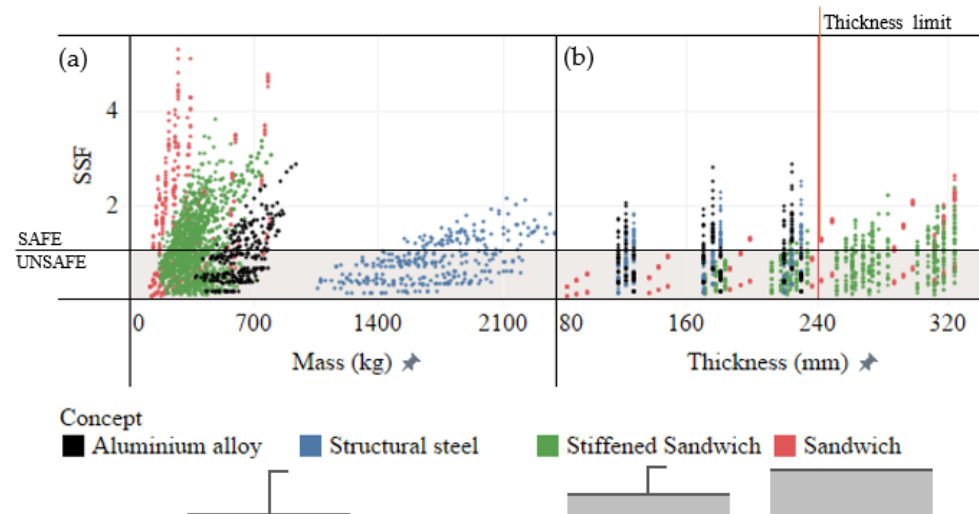 Thickness limit
(a)
(b)
4
SSF
2
SAFE
UNSAFE
0 700 1400 2100 80 160 240 320
Mass (kg) Thickness (mm)
Concept
Aluminium alloy Structural steel Stiffened Sandwich Sandwich